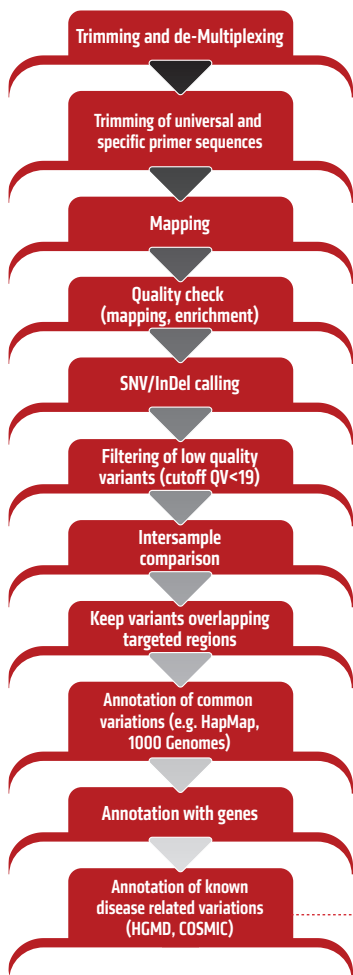 Trimming and de-Multiplexing
Trimming of universal and
specific primer sequences
Mapping
Quality check
(mapping, enrichment)
SNV/InDel calling
Filtering of low quality
variants (cutoff QV<19)
Intersample
comparison
Keep variants overlapping
targeted regions
Annotation of common
variations (e.g. HapMap,
1000 Genomes)
Annotation with genes
Annotation of known
disease related variations
(HGMD, COSMIC)